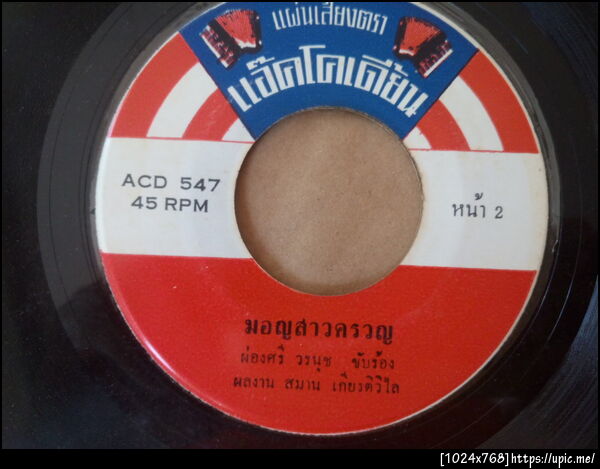 แผ่นเสียงตรา
แอ๊คโคเดี้ยน
ACD 547
45 RPM
หน้า 2
มอญสาวครวญ
ผ่องศรี วรนุช ขับร้อง
ผลงาน สมาน เกียรติวิไล
[1024x768]https://upic.me/